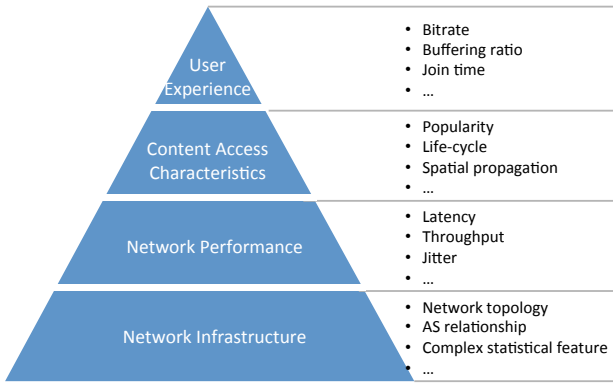 User
Experience
• Bitrate
• Buffering ratio
• Join time
• ...
Content Access
Characteristics
• Popularity
• Life-cycle
• Spatial propagation
• ...
Network Performance
• Latency
• Throughput
• Jitter
• ...
Network Infrastructure
• Network topology
• AS relationship
• Complex statistical feature
• ...